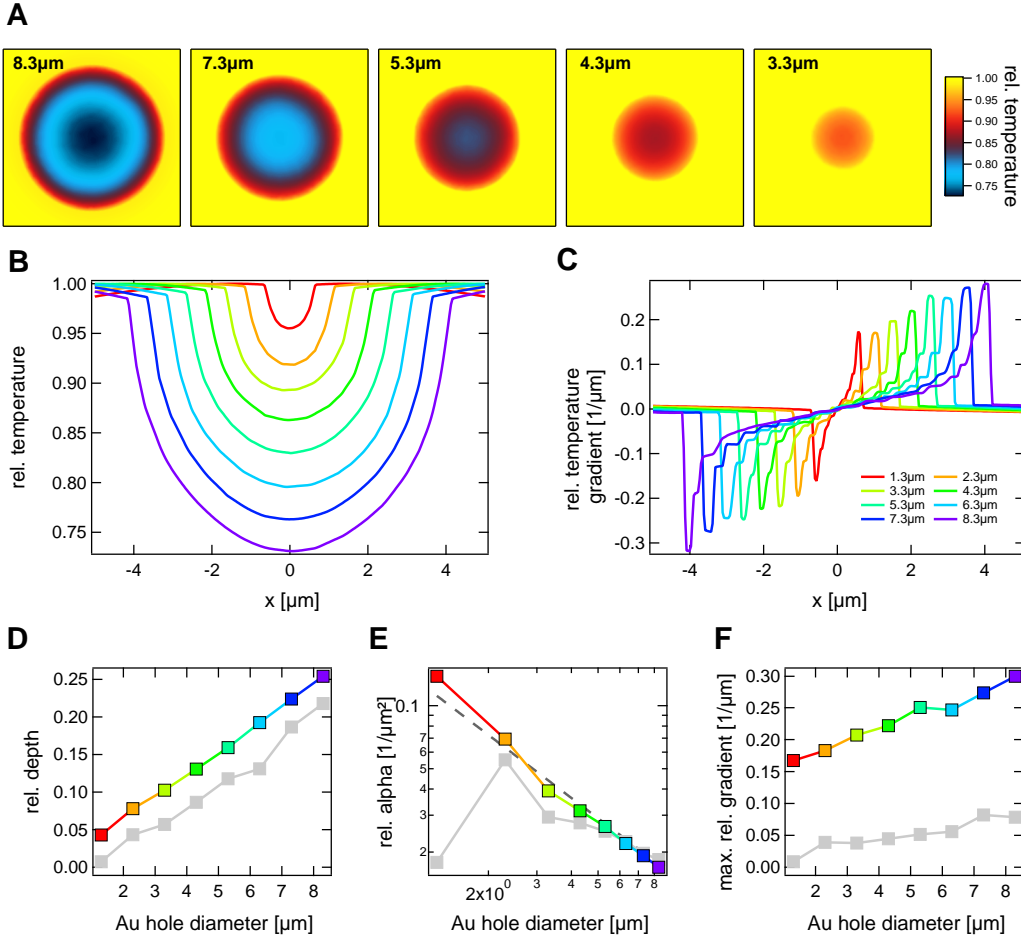 A
8.3µm
7.3µm
5.3µm
4.3µm
3.3µm
1.00
0.95
0.90
0.85
0.80
0.75
rel. temperature
B
1.00
0.95
0.90
0.85
0.80
0.75
rel. temperature
-4 -2 0 2 4
x [µm]
C
0.2
0.1
0.0
-0.1
-0.2
-0.3
rel. temperature
gradient [1/µm]
1.3µm 2.3µm
3.3µm 4.3µm
5.3µm 6.3µm
7.3µm 8.3µm
-4 -2 0 2 4
x [µm]
D
0.25
0.20
0.15
0.10
0.05
0.00
rel. depth
2 3 4 5 6 7 8
Au hole diameter [µm]
E
0.1
7
6
5
4
3
2
rel. alpha [1/µm²]
2x10⁰ 3 4 5 6 7 8
Au hole diameter [µm]
F
0.30
0.25
0.20
0.15
0.10
0.05
0.00
max. rel. gradient [1/µm]
2 3 4 5 6 7 8
Au hole diameter [µm]